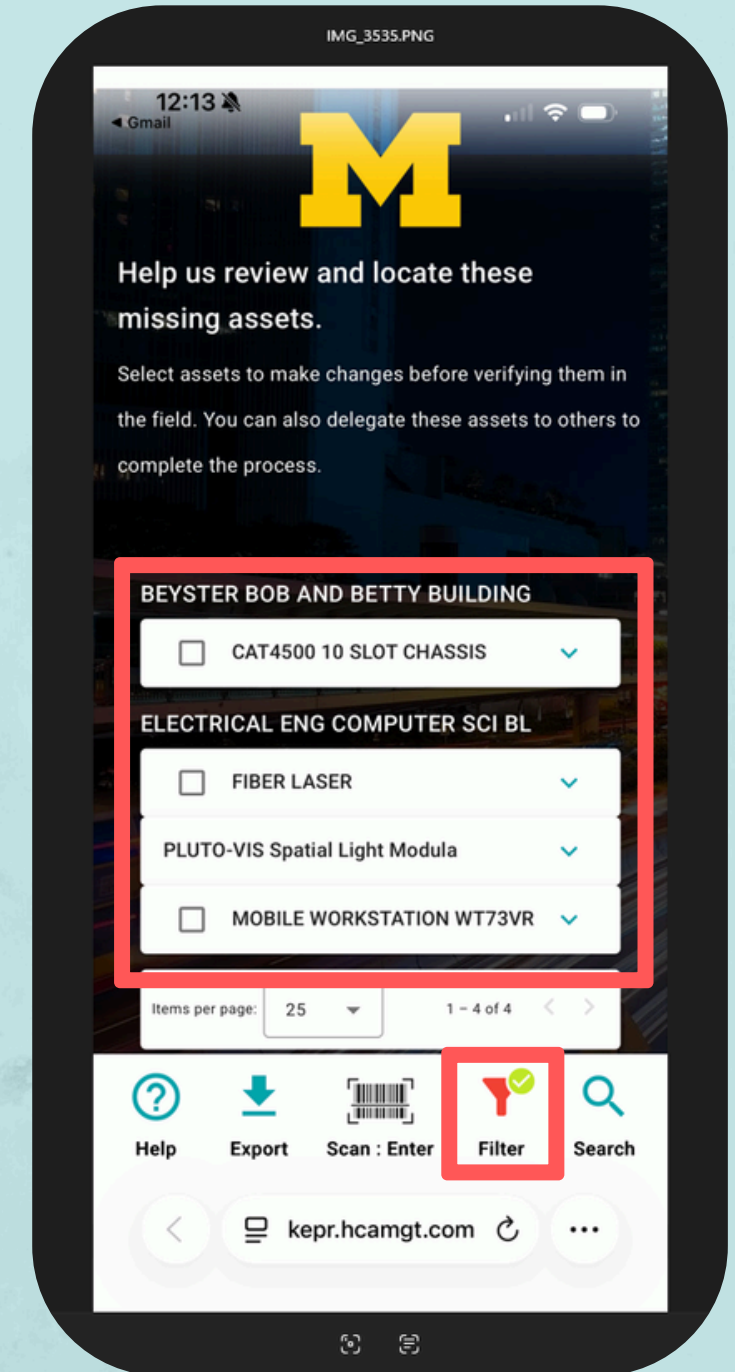 IMG_3535.PNG
12:13
Gmail
M
Help us review and locate these
missing assets.
Select assets to make changes before verifying them in
the field. You can also delegate these assets to others to
complete the process.
BEYSTER BOB AND BETTY BUILDING
CAT4500 10 SLOT CHASSIS
ELECTRICAL ENG COMPUTER SCI BL
FIBER LASER
PLUTO-VIS Spatial Light Modula
MOBILE WORKSTATION WT73VR
Items per page: 25 1 – 4 of 4
Help Export Scan : Enter Filter Search
kepr.hcamgt.com